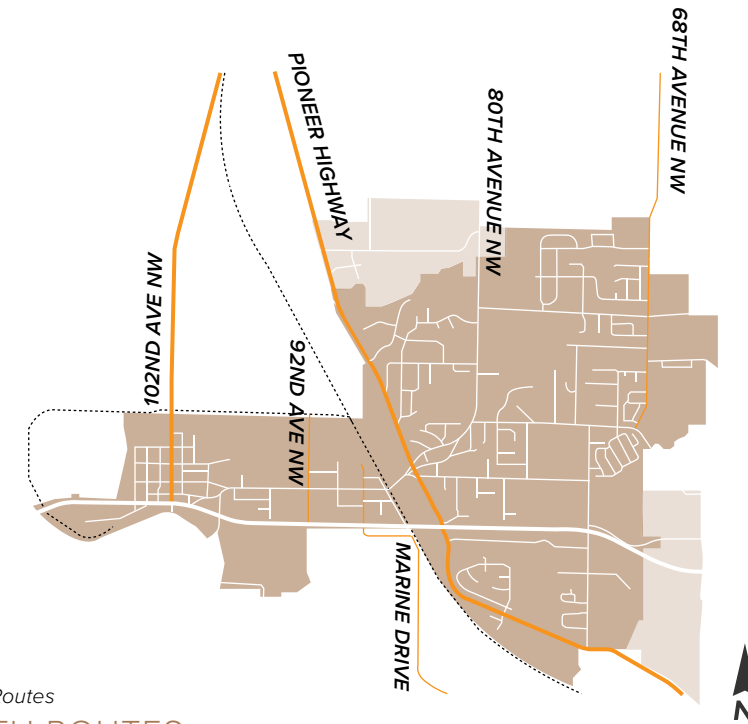 68TH AVENUE NW
PIONEER HIGHWAY
80TH AVENUE NW
102ND AVE NW
92ND AVE NW
MARINE DRIVE
N